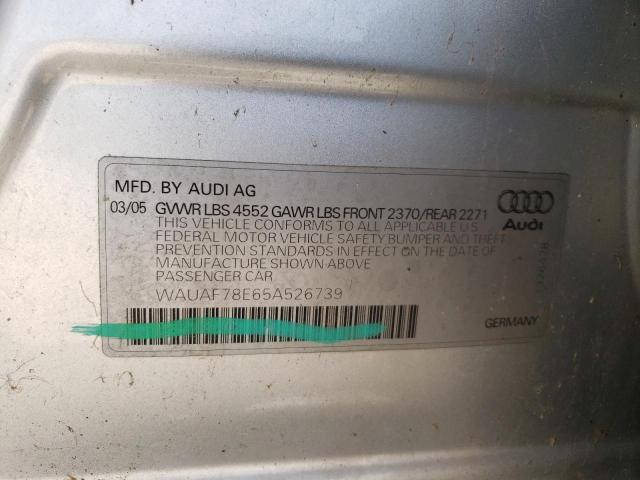 MFD. BY AUDI AG
03/05 GVWR LBS 4552 GAWR LBS FRONT 2370/REAR 2271
THIS VEHICLE CONFORMS TO ALL APPLICABLE U.S
FEDERAL MOTOR VEHICLE SAFETY BUMPER AND THEFT
PREVENTION STANDARDS IN EFFECT ON THE DATE OF
MANUFACTURE SHOWN ABOVE
PASSENGER CAR
WAUAF78E65A526739
Audi
GERMANY